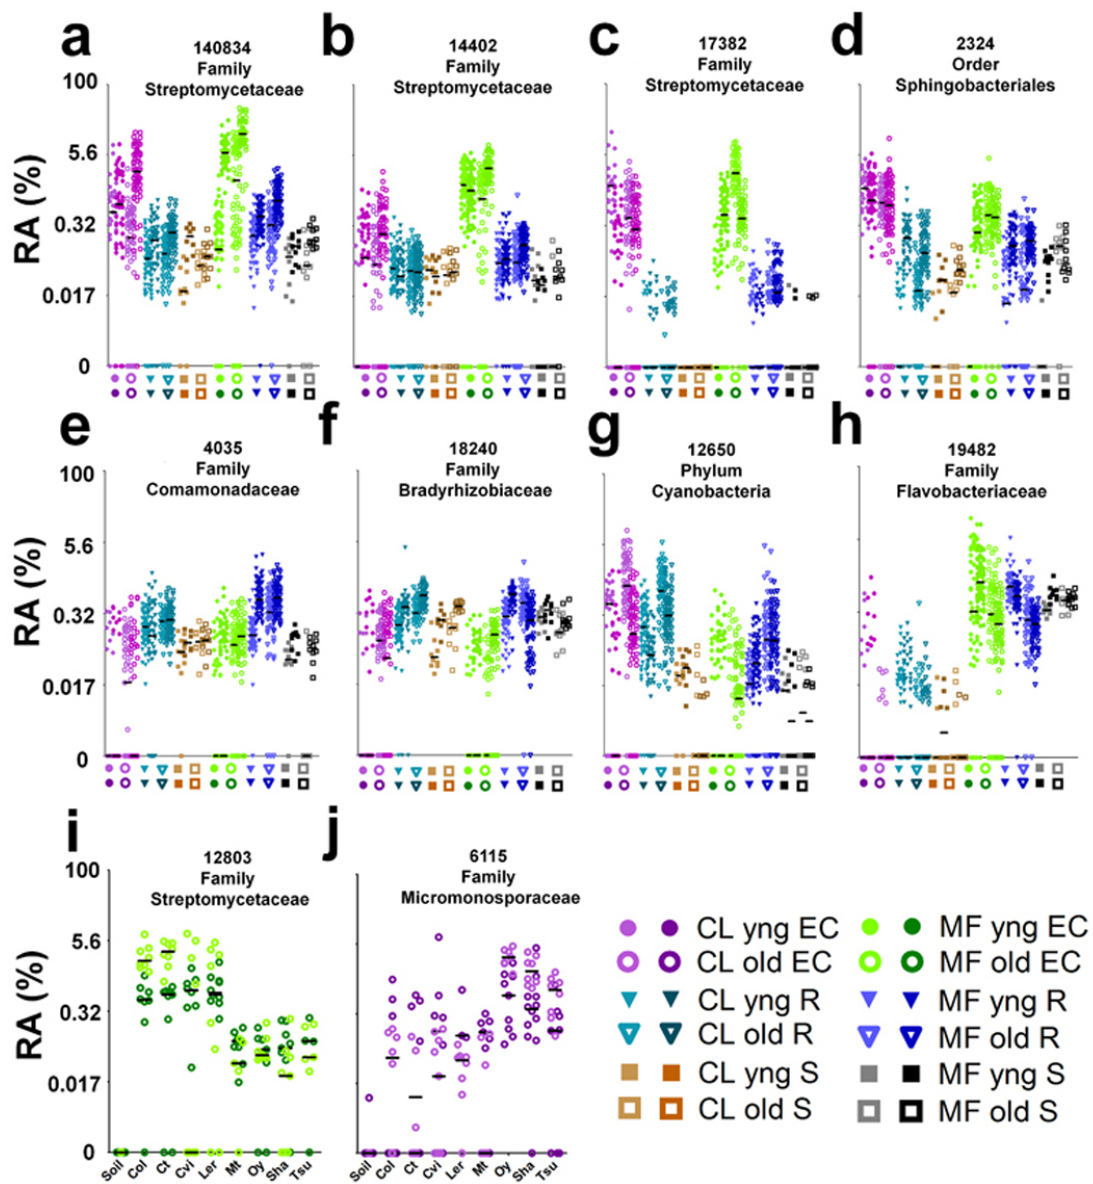 a
140834
Family
Streptomycetaceae
b
14402
Family
Streptomycetaceae
c
17382
Family
Streptomycetaceae
d
2324
Order
Sphingobacteriales
RA (%)
100
5.6
0.32
0.017
0
e
4035
Family
Comamonadaceae
f
18240
Family
Bradyrhizobiaceae
g
12650
Phylum
Cyanobacteria
h
19482
Family
Flavobacteriaceae
RA (%)
100
5.6
0.32
0.017
0
i
12803
Family
Streptomycetaceae
j
6115
Family
Micromonosporaceae
RA (%)
100
5.6
0.32
0.017
0
Soil Col Ct Cvi Ler Mt Oy Sha Tsu
Soil Col Ct Cvi Ler Mt Oy Sha Tsu
CL yng EC
CL old EC
CL yng R
CL old R
CL yng S
CL old S
MF yng EC
MF old EC
MF yng R
MF old R
MF yng S
MF old S